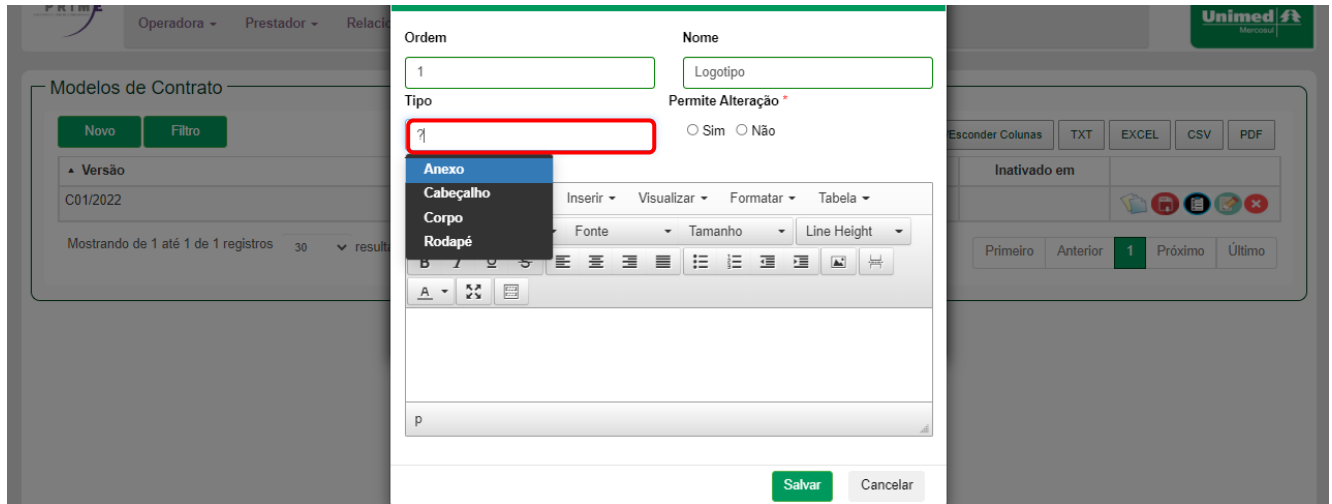 PRIME
Operadora Prestador Relacio
Unimed
Mercosul
Ordem Nome
1 Logotipo
Tipo Permite Alteração *
? Sim Não
Modelos de Contrato
Novo Filtro
Esconder Colunas TXT EXCEL CSV PDF
Versão Inativado em
C01/2022
Mostrando de 1 até 1 de 1 registros 30 resulta
Primeiro Anterior 1 Próximo Último
Anexo
Cabeçalho
Corpo
Rodapé
Inserir Visualizar Formatar Tabela
Fonte Tamanho Line Height
B I U S
A
p
Salvar Cancelar